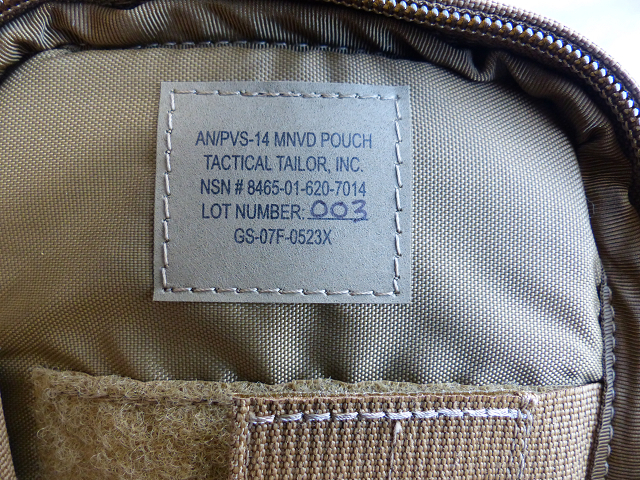 AN/PVS-14 MNVD POUCH
TACTICAL TAILOR, INC.
NSN # 8465-01-620-7014
LOT NUMBER: 003
GS-07F-0523X